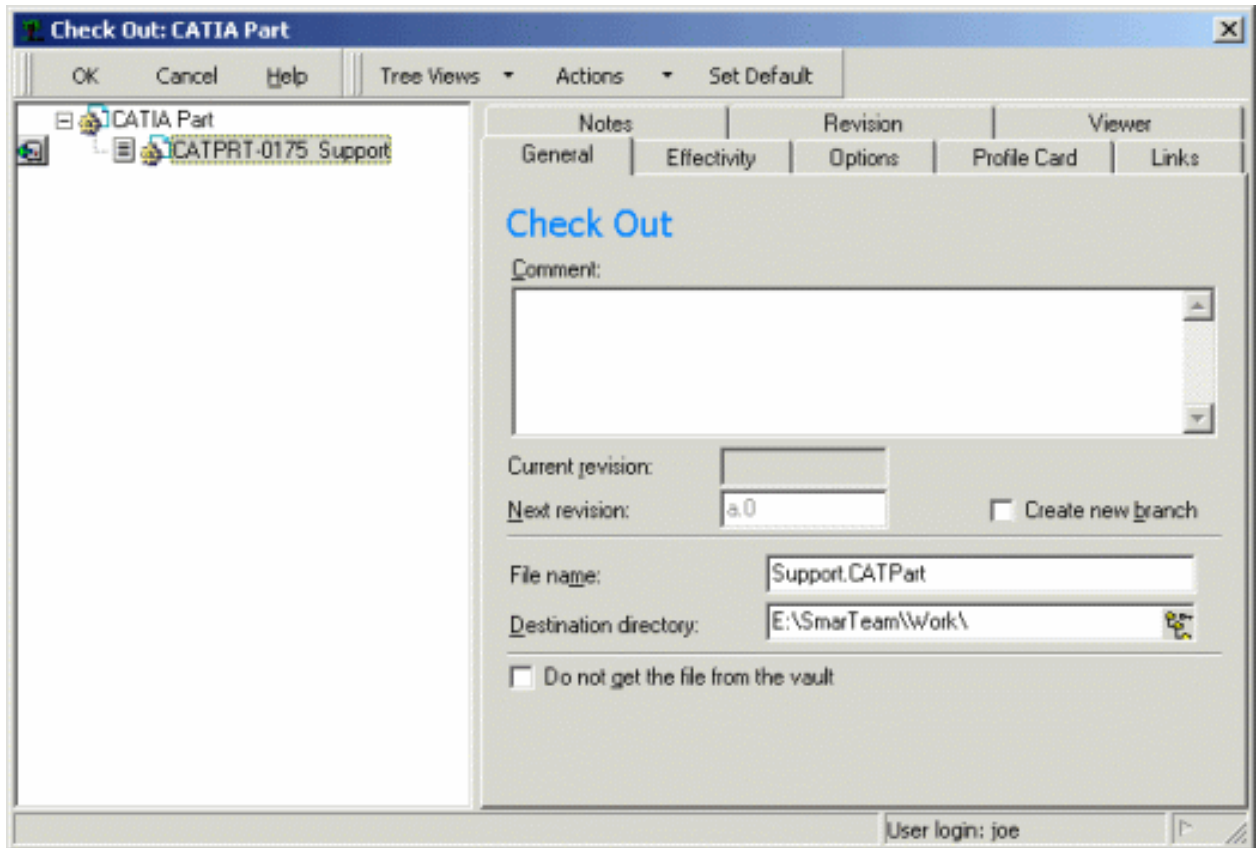 Check Out: CATIA Part
OK Cancel Help Tree Views Actions Set Default
CATIA Part
CATPRT-0175 Support
Notes Revision Viewer
General Effectivity Options Profile Card Links
Check Out
Comment:
Current revision:
Next revision: a.0 Create new branch
File name: Support.CATPart
Destination directory: E:\SmarTeam\Work\
Do not get the file from the vault
User login: joe